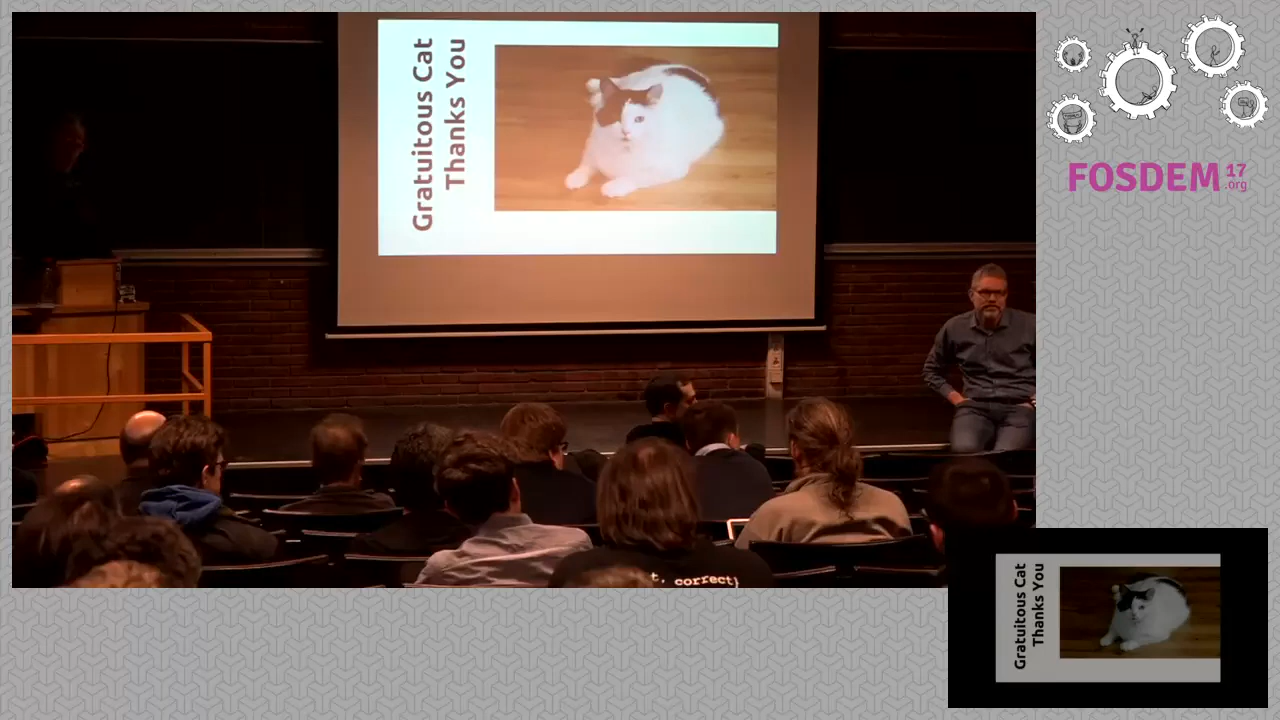 Gratuitous Cat
Thanks You
FOSDEM 17
.org
t, correct}
Gratuitous Cat
Thanks You